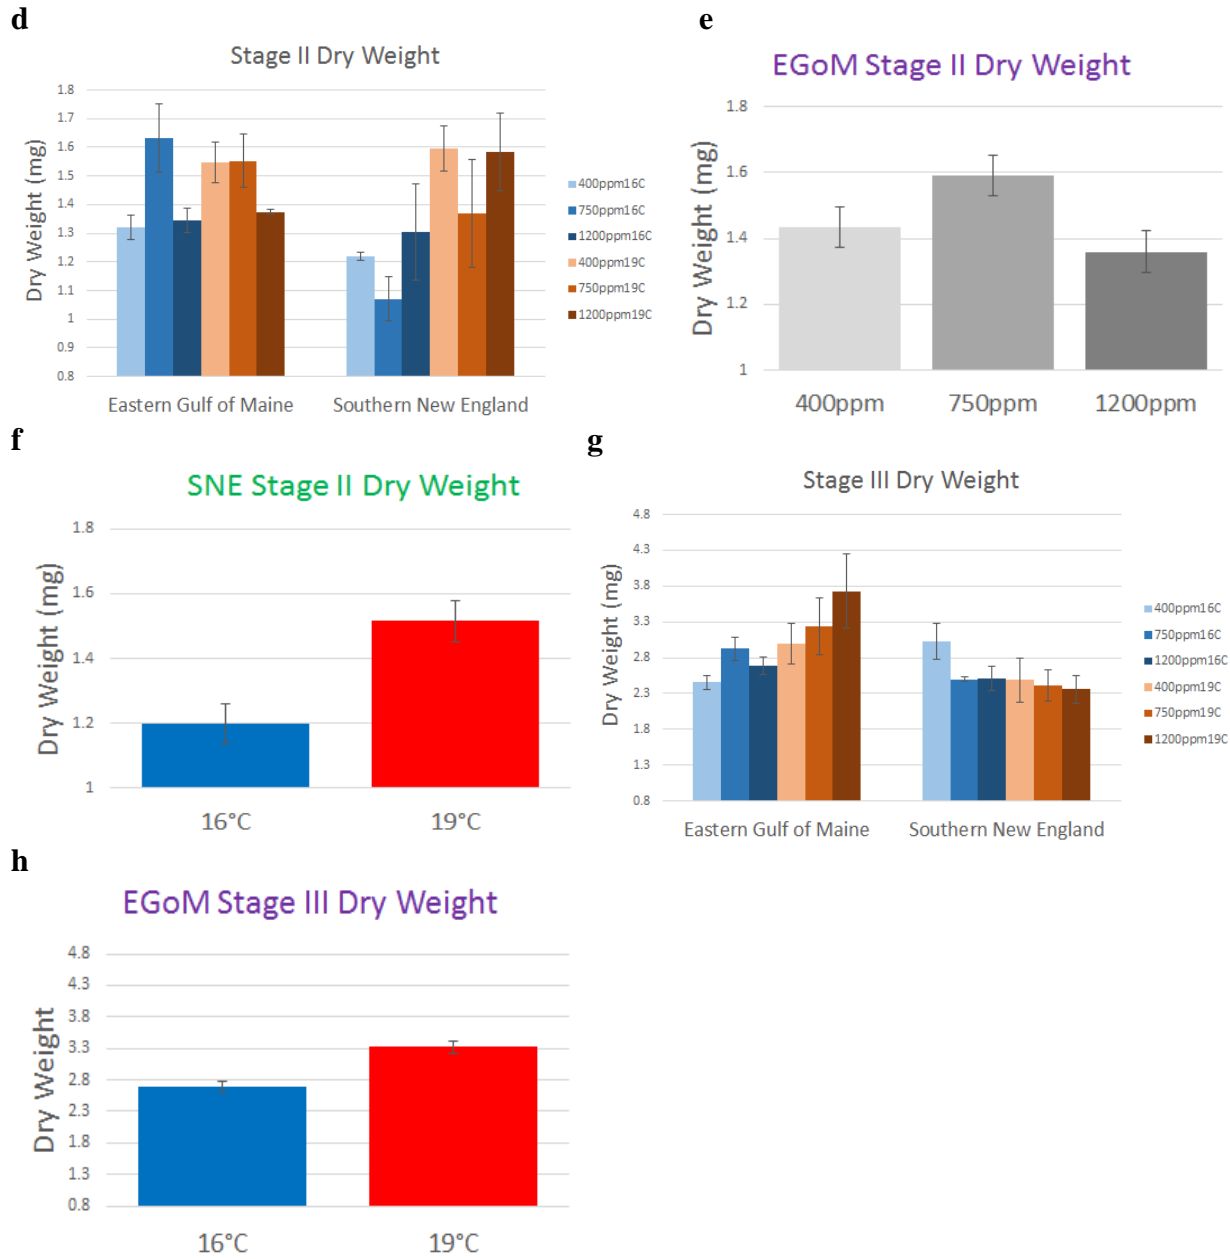 d
Stage II Dry Weight
Dry Weight (mg)
1.8
1.7
1.6
1.5
1.4
1.3
1.2
1.1
1
0.9
0.8
Eastern Gulf of Maine Southern New England
400ppm16C
750ppm16C
1200ppm16C
400ppm19C
750ppm19C
1200ppm19C
e
EGoM Stage II Dry Weight
Dry Weight (mg)
1.8
1.6
1.4
1.2
1
400ppm 750ppm 1200ppm
f
SNE Stage II Dry Weight
Dry Weight (mg)
1.8
1.6
1.4
1.2
1
16°C 19°C
g
Stage III Dry Weight
Dry Weight (mg)
4.8
4.3
3.8
3.3
2.8
2.3
1.8
1.3
0.8
Eastern Gulf of Maine Southern New England
400ppm16C
750ppm16C
1200ppm16C
400ppm19C
750ppm19C
1200ppm19C
h
EGoM Stage III Dry Weight
Dry Weight
4.8
4.3
3.8
3.3
2.8
2.3
1.8
1.3
0.8
16°C 19°C